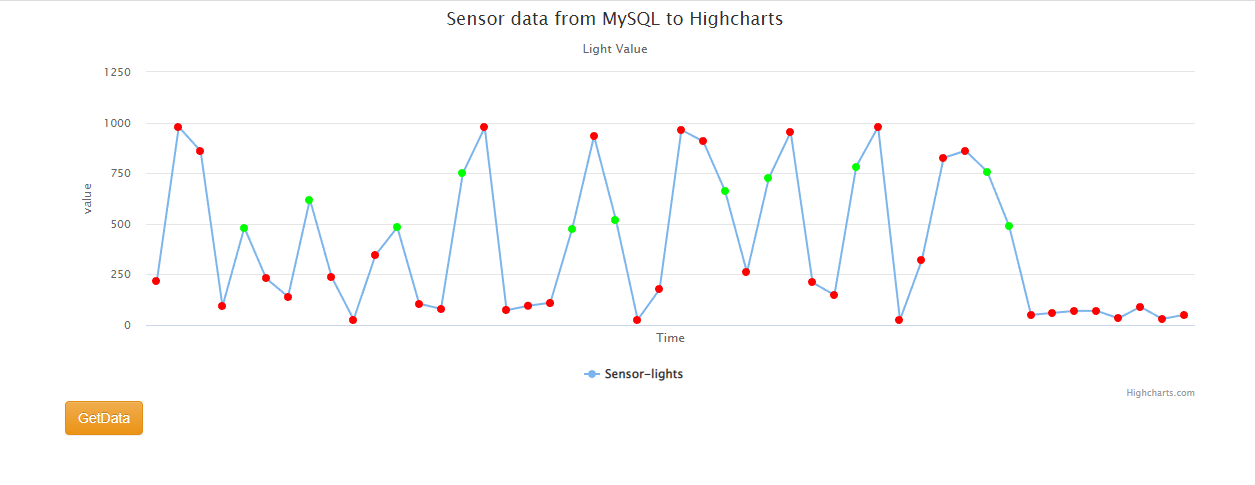 Sensor data from MySQL to Highcharts
Light Value
1250
1000
750
500
250
0
value
Time
Sensor-lights
Highcharts.com
GetData